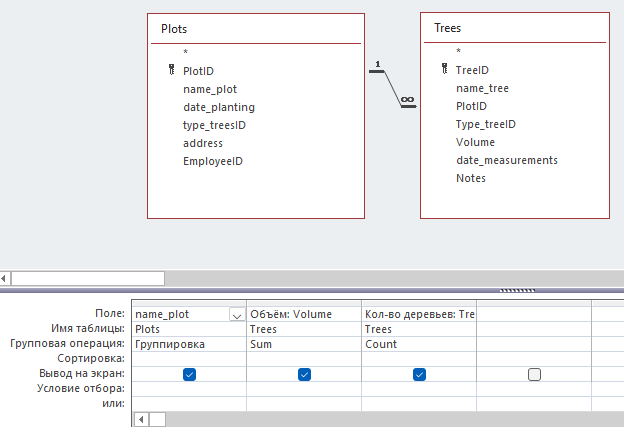 Plots
*
PlotID
name_plot
date_planting
type_treesID
address
EmployeeID
1
∞
Trees
*
TreeID
name_tree
PlotID
Type_treeID
Volume
date_measurements
Notes
Поле: name_plot Объём: Volume Кол-во деревьев: Tre
Имя таблицы: Plots Trees Trees
Групповая операция: Группировка Sum Count
Сортировка:
Вывод на экран:
Условие отбора:
или: